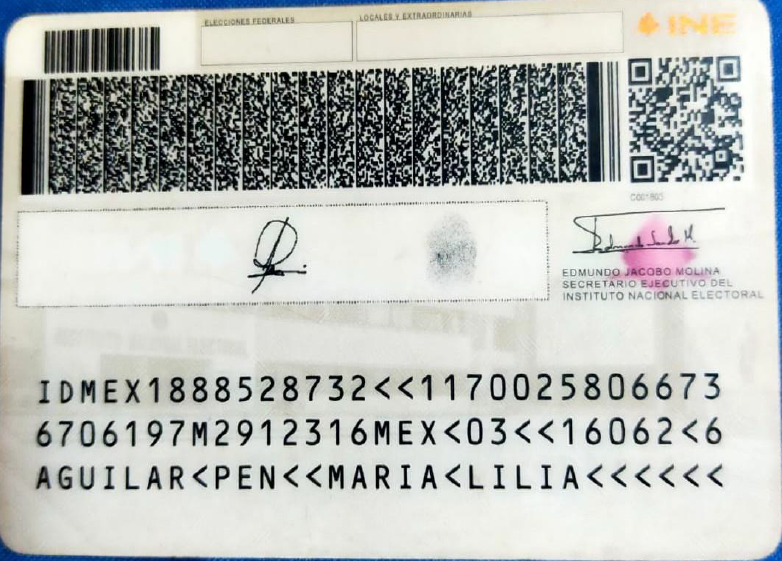 ELECCIONES FEDERALES
LOCALES Y EXTRAORDINARIAS
INE
EDMUNDO JACOBO MOLINA
SECRETARIO EJECUTIVO DEL
INSTITUTO NACIONAL ELECTORAL
IDMEX1888528732<<1170025806673
6706197M2912316MEX<03<<16062<6
AGUILAR<PEN<<MARIA<LILIA<<<<<<